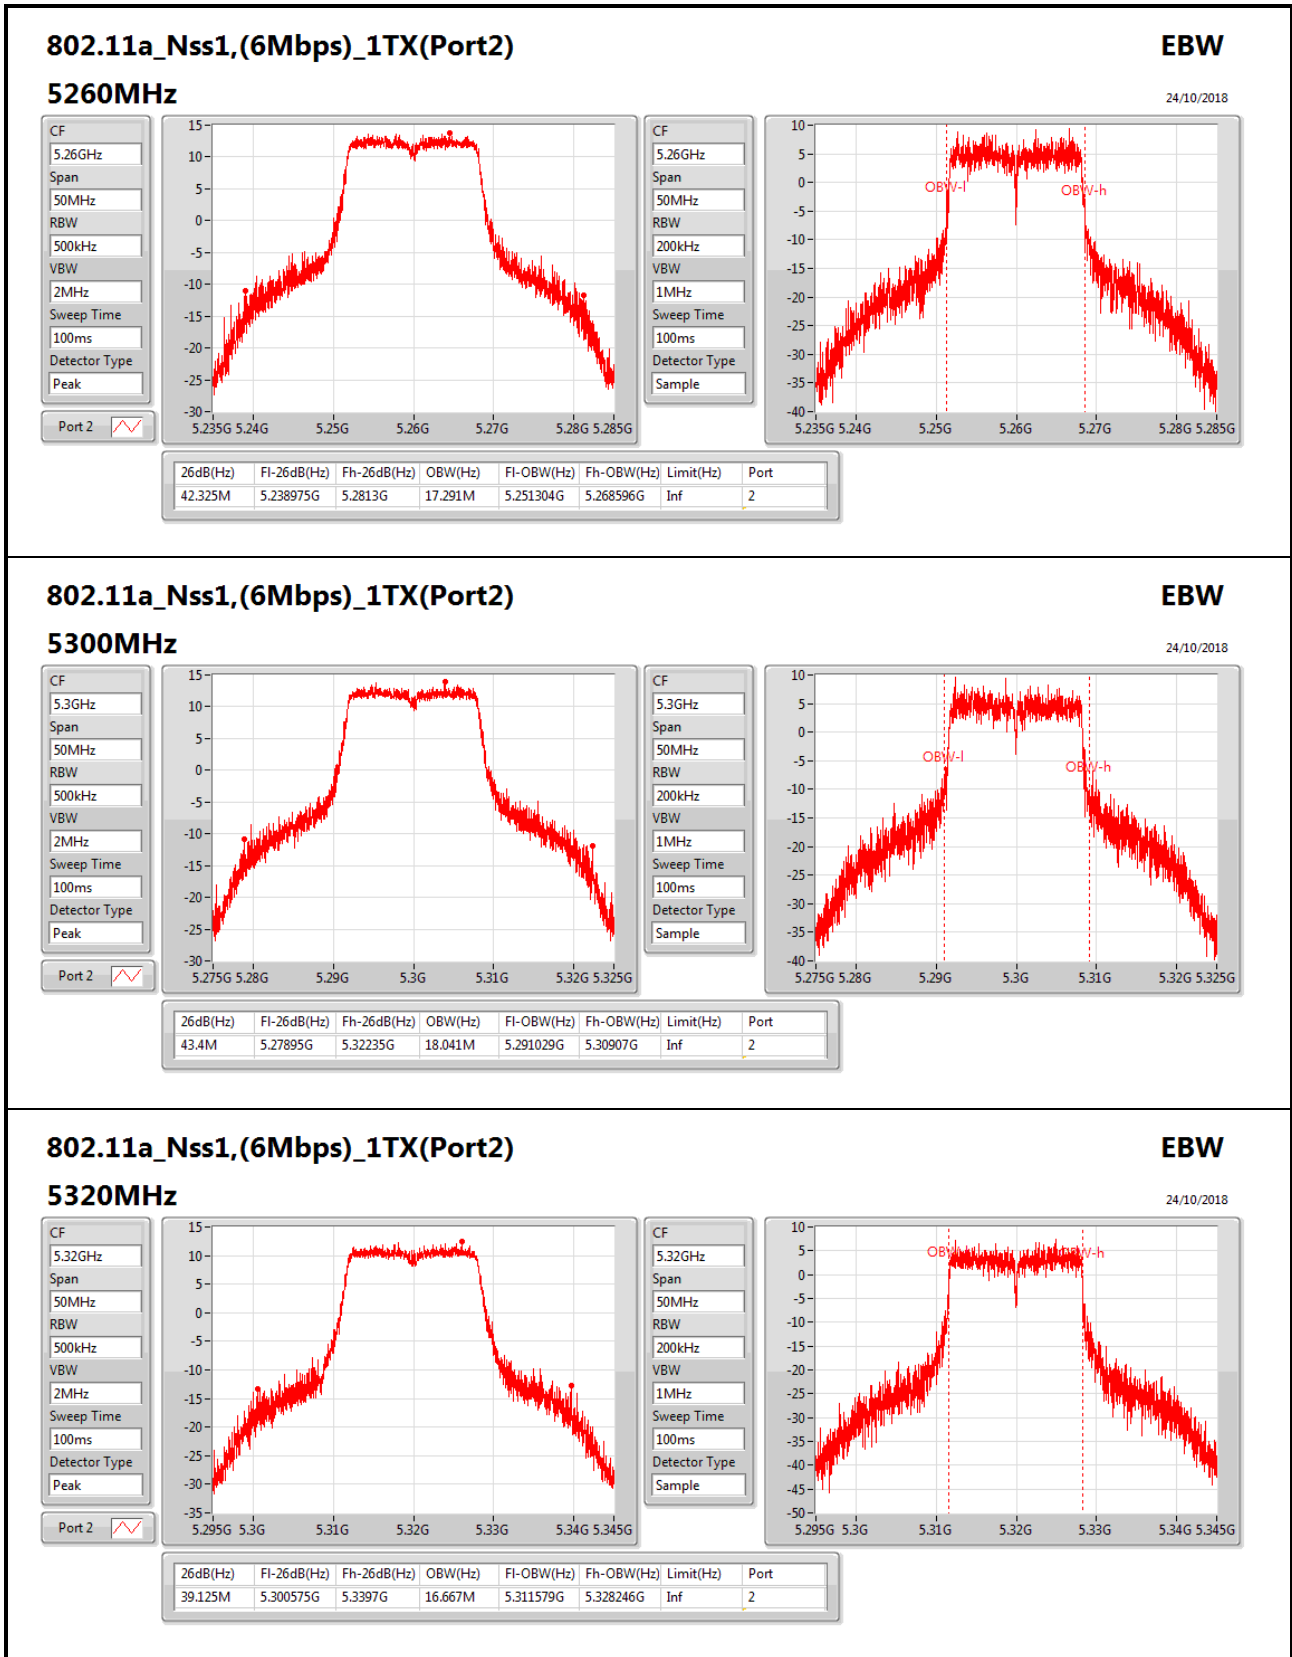 802.11a_Nss1,(6Mbps)_1TX(Port2) EBW
5260MHz 24/10/2018
CF
5.26GHz
Span
50MHz
RBW
500kHz
VBW
2MHz
Sweep Time
100ms
Detector Type
Peak
Port 2
15
10
5
0
-5
-10
-15
-20
-25
-30
5.235G 5.24G 5.25G 5.26G 5.27G 5.28G 5.285G
CF
5.26GHz
Span
50MHz
RBW
200kHz
VBW
1MHz
Sweep Time
100ms
Detector Type
Sample
10
5
0
-5
-10
-15
-20
-25
-30
-35
-40
OBW-l OBW-h
5.235G 5.24G 5.25G 5.26G 5.27G 5.28G 5.285G
26dB(Hz) Fl-26dB(Hz) Fh-26dB(Hz) OBW(Hz) Fl-OBW(Hz) Fh-OBW(Hz) Limit(Hz) Port
42.325M 5.238975G 5.2813G 17.291M 5.251304G 5.268596G Inf 2
802.11a_Nss1,(6Mbps)_1TX(Port2) EBW
5300MHz 24/10/2018
CF
5.3GHz
Span
50MHz
RBW
500kHz
VBW
2MHz
Sweep Time
100ms
Detector Type
Peak
Port 2
15
10
5
0
-5
-10
-15
-20
-25
-30
5.275G 5.28G 5.29G 5.3G 5.31G 5.32G 5.325G
CF
5.3GHz
Span
50MHz
RBW
200kHz
VBW
1MHz
Sweep Time
100ms
Detector Type
Sample
10
5
0
-5
-10
-15
-20
-25
-30
-35
-40
OBW-l OBW-h
5.275G 5.28G 5.29G 5.3G 5.31G 5.32G 5.325G
26dB(Hz) Fl-26dB(Hz) Fh-26dB(Hz) OBW(Hz) Fl-OBW(Hz) Fh-OBW(Hz) Limit(Hz) Port
43.4M 5.27895G 5.32235G 18.041M 5.291029G 5.30907G Inf 2
802.11a_Nss1,(6Mbps)_1TX(Port2) EBW
5320MHz 24/10/2018
CF
5.32GHz
Span
50MHz
RBW
500kHz
VBW
2MHz
Sweep Time
100ms
Detector Type
Peak
Port 2
15
10
5
0
-5
-10
-15
-20
-25
-30
-35
5.295G 5.3G 5.31G 5.32G 5.33G 5.34G 5.345G
CF
5.32GHz
Span
50MHz
RBW
200kHz
VBW
1MHz
Sweep Time
100ms
Detector Type
Sample
10
5
0
-5
-10
-15
-20
-25
-30
-35
-40
-45
-50
5.295G 5.3G 5.31G 5.32G 5.33G 5.34G 5.345G
26dB(Hz) Fl-26dB(Hz) Fh-26dB(Hz) OBW(Hz) Fl-OBW(Hz) Fh-OBW(Hz) Limit(Hz) Port
39.125M 5.300575G 5.3397G 16.667M 5.311579G 5.328246G Inf 2